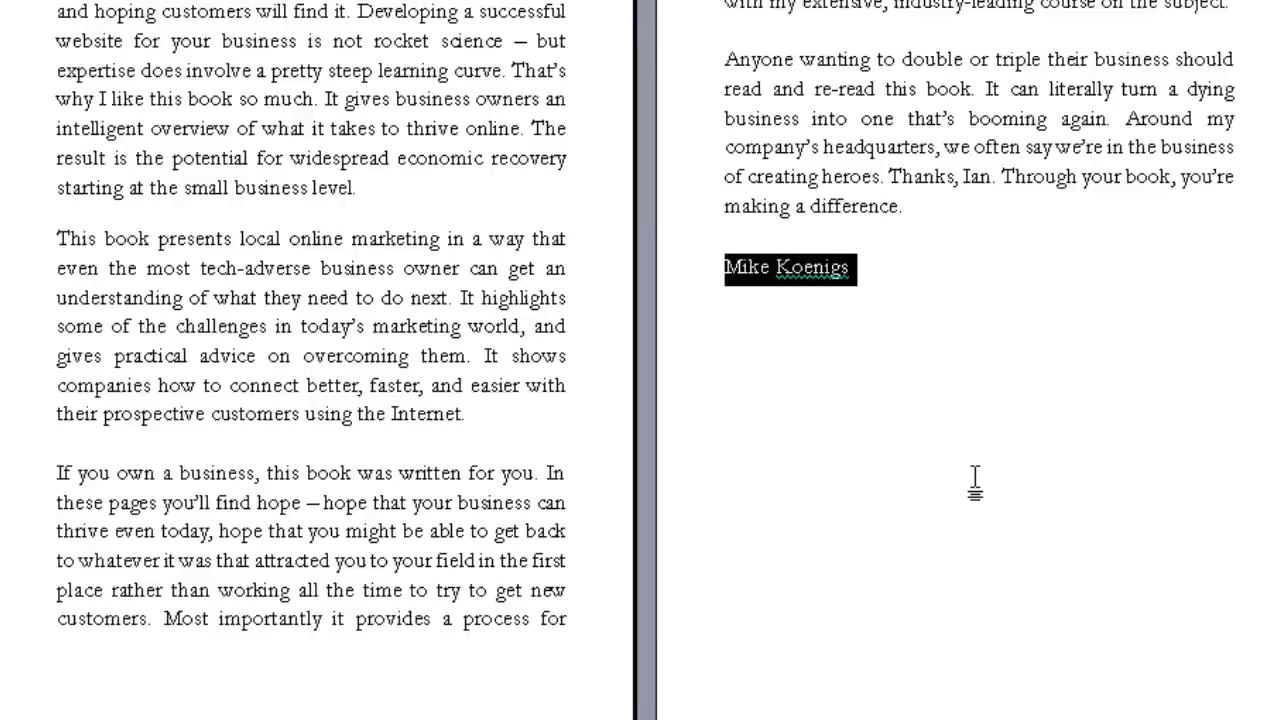 and hoping customers will find it. Developing a successful
website for your business is not rocket science – but
expertise does involve a pretty steep learning curve. That’s
why I like this book so much. It gives business owners an
intelligent overview of what it takes to thrive online. The
result is the potential for widespread economic recovery
starting at the small business level.
This book presents local online marketing in a way that
even the most tech-adverse business owner can get an
understanding of what they need to do next. It highlights
some of the challenges in today’s marketing world, and
gives practical advice on overcoming them. It shows
companies how to connect better, faster, and easier with
their prospective customers using the Internet.
If you own a business, this book was written for you. In
these pages you’ll find hope – hope that your business can
thrive even today, hope that you might be able to get back
to whatever it was that attracted you to your field in the first
place rather than working all the time to try to get new
customers. Most importantly it provides a process for
with my extensive, industry-leading course on the subject.
Anyone wanting to double or triple their business should
read and re-read this book. It can literally turn a dying
business into one that’s booming again. Around my
company’s headquarters, we often say we’re in the business
of creating heroes. Thanks, Ian. Through your book, you’re
making a difference.
Mike Koenigs